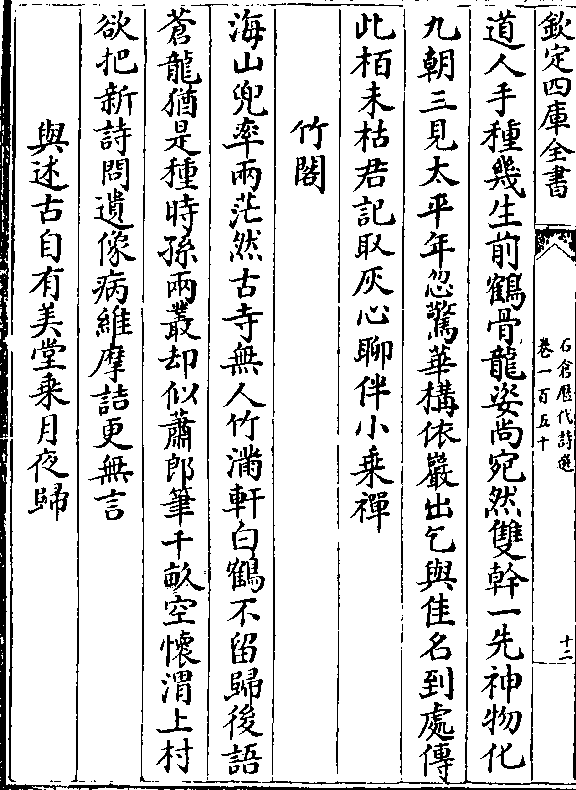 欽定四庫全書
石倉歴代詩選
卷一百五十
十二
道人手種幾生前鶴骨龍姿尚宛然雙幹一先神物化
九朝三見太平年忽驚華構依巖出乞與佳名到處傳
此栢未枯君記取灰心聊伴小乗禪
竹閣
海山兜率兩茫然古寺無人竹滿軒白鶴不留歸後語
蒼龍猶是種時孫兩叢却似蕭郎筆千畝空懷渭上村
欲把新詩問遺像病維摩詰更無言
與述古自有美堂乗月夜歸